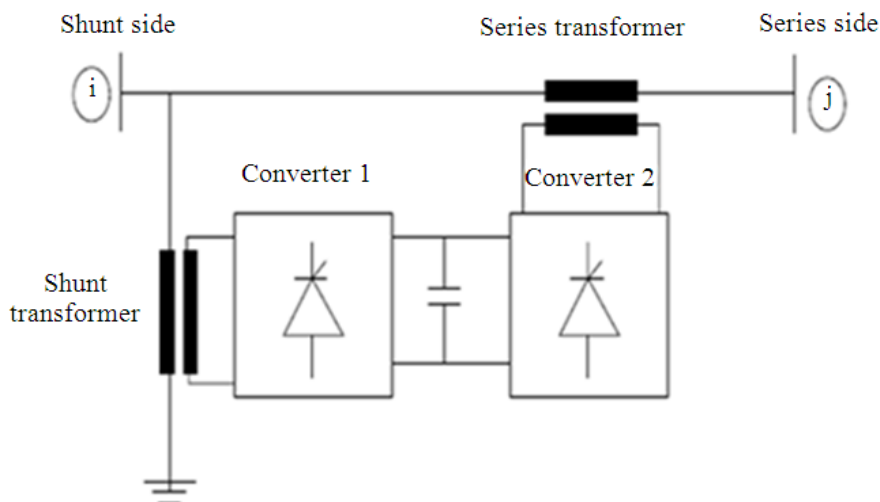 Shunt side
Series transformer
Series side
i
j
Converter 1
Converter 2
Shunt
transformer